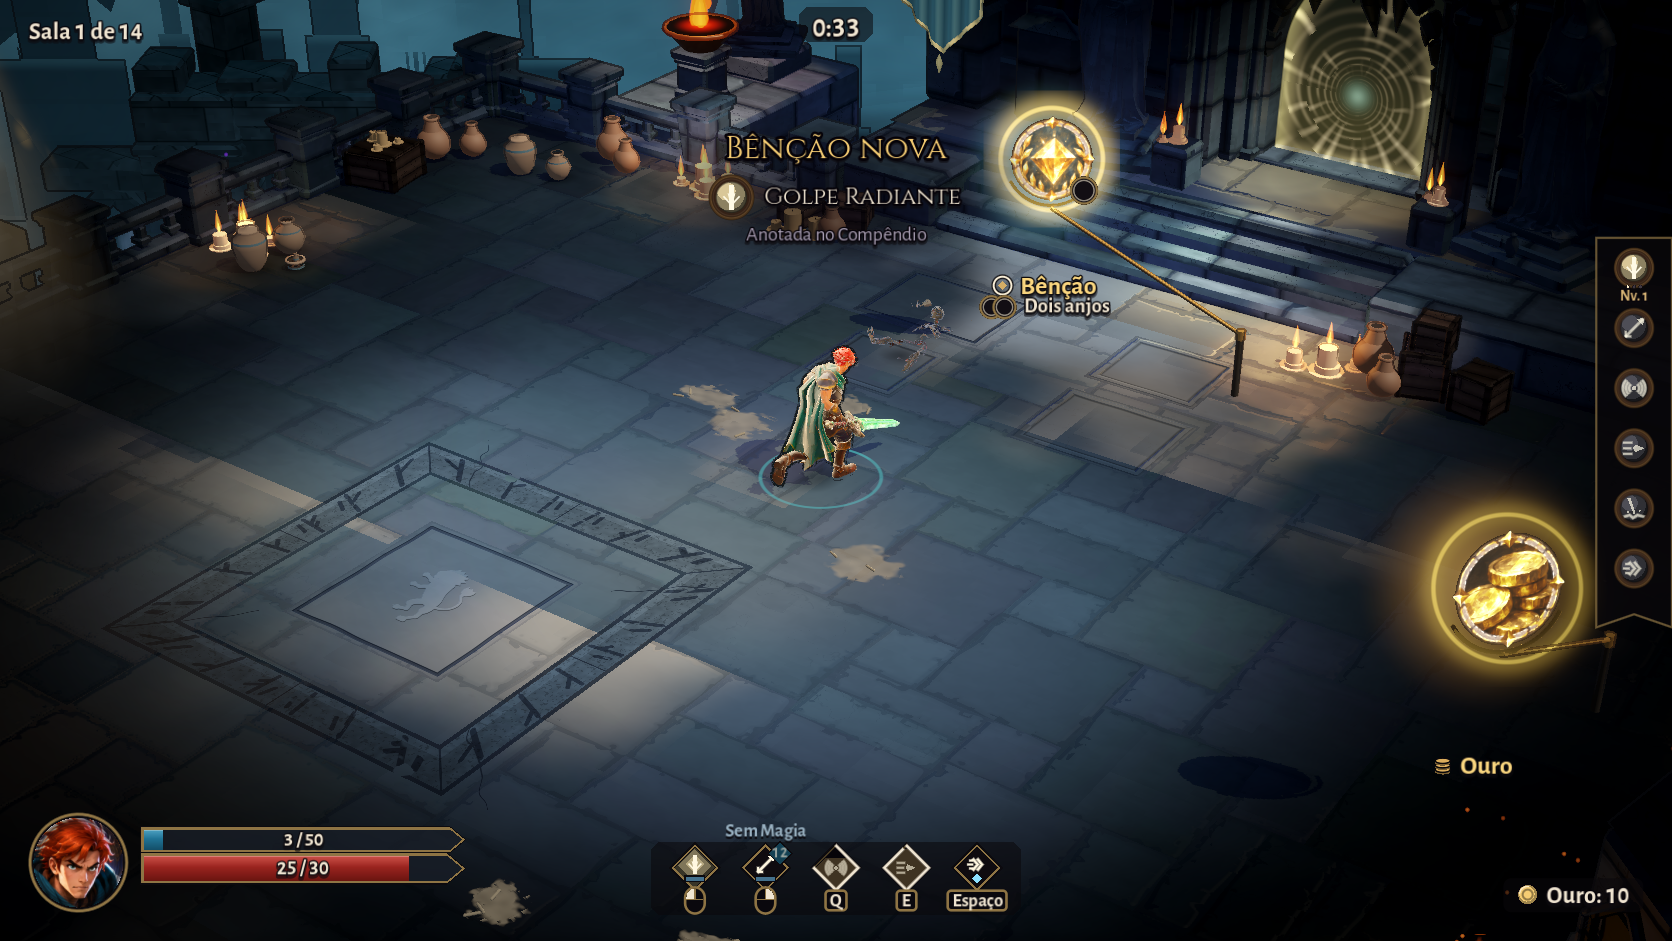 Sala 1 de 14
0:33
BÊNÇÃO NOVA
GOLPE RADIANTE
Anotada no Compêndio
Bênção
Dois anjos
Nv. 1
Ouro
Sem Magia
12
3 / 50
25 / 30
Q
E
Espaço
Ouro: 10